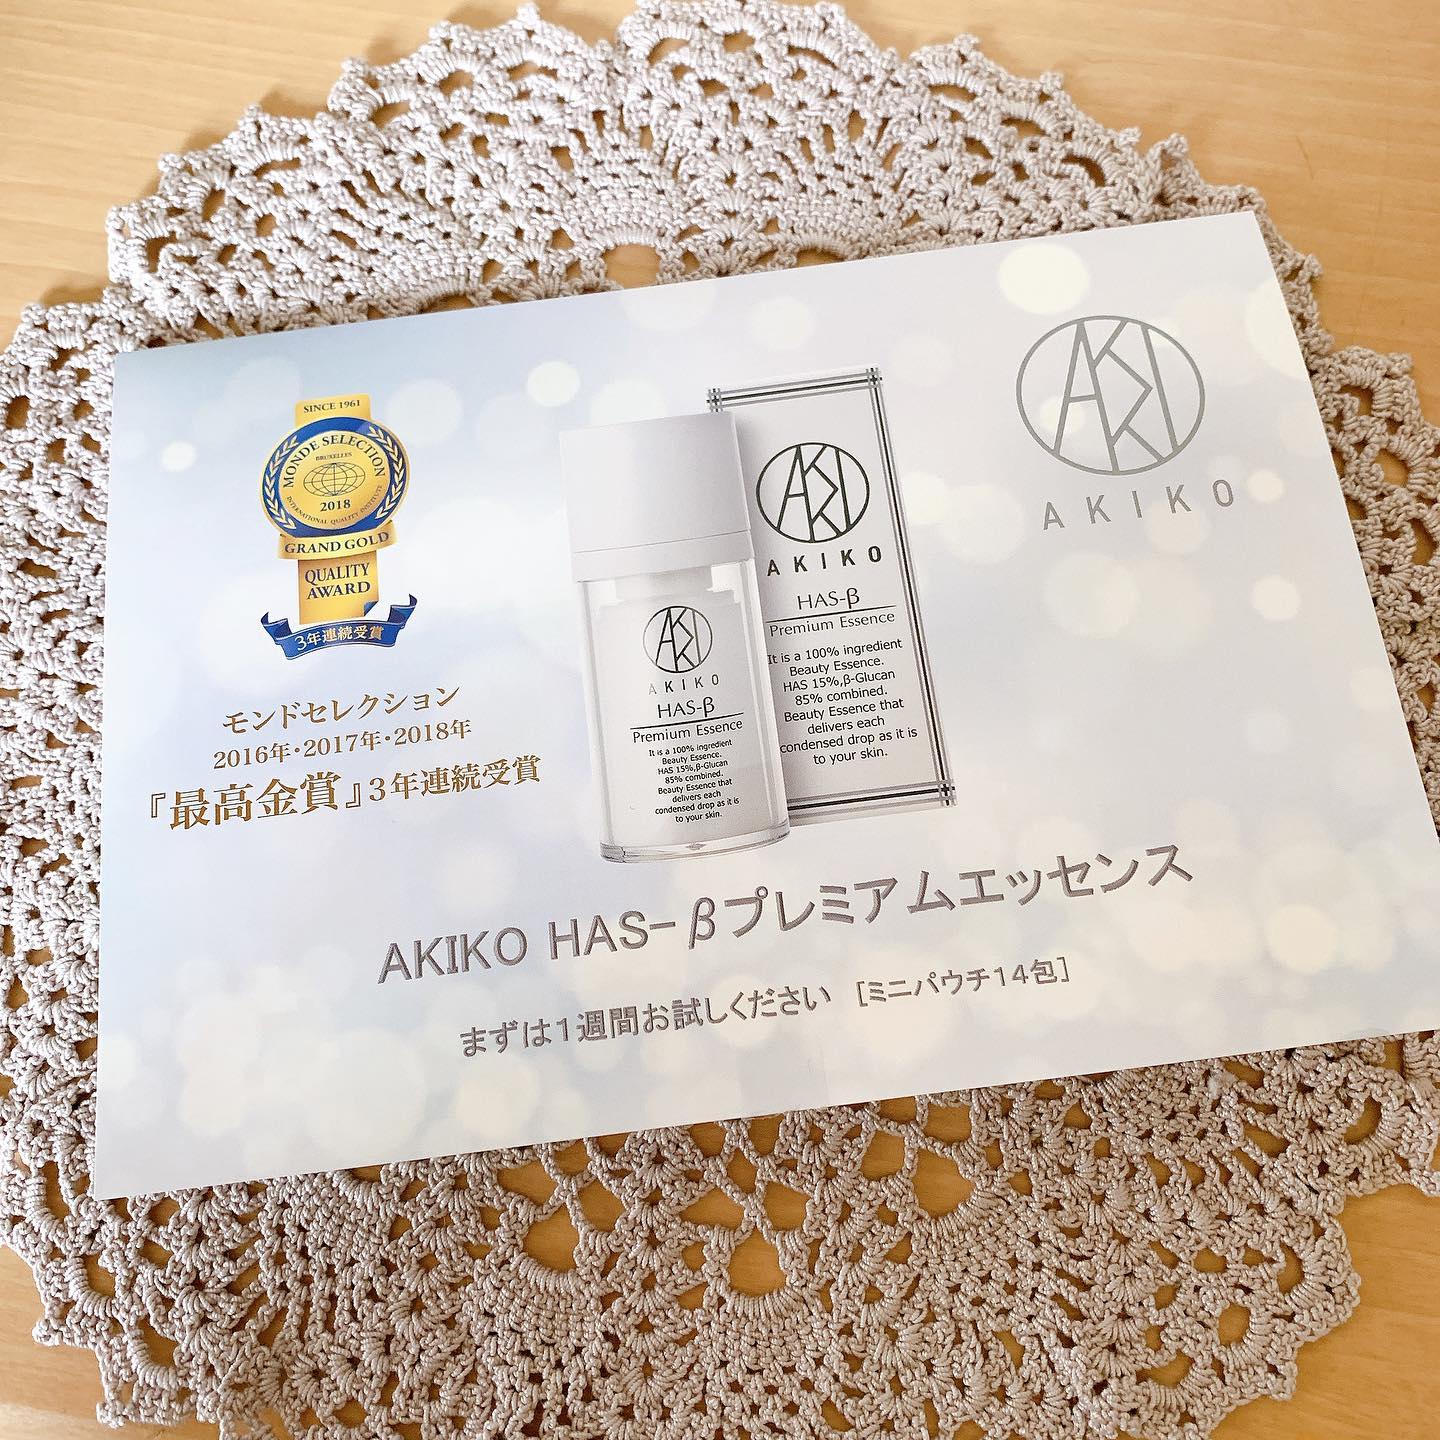 SINCE 1961
MONDE SELECTION
BRUXELLES
2018
INTERNATIONAL QUALITY INSTITUTE
GRAND GOLD
QUALITY
AWARD
3年連続受賞
モンドセレクション
2016年・2017年・2018年
『最高金賞』3年連続受賞
AKIKO
AKIKO
HAS-β
Premium Essence
It is a 100% ingredient
Beauty Essence.
HAS 15%,β-Glucan
85% combined.
Beauty Essence that
delivers each
condensed drop as it is
to your skin.
AKIKO
AKIKO
HAS-β
Premium Essence
It is a 100% ingredient
Beauty Essence.
HAS 15%,β-Glucan
85% combined.
Beauty Essence that
delivers each
condensed drop as it is
to your skin.
AKIKO
AKIKO
AKIKO HAS-βプレミアムエッセンス
まずは1週間お試しください [ミニパウチ14包]